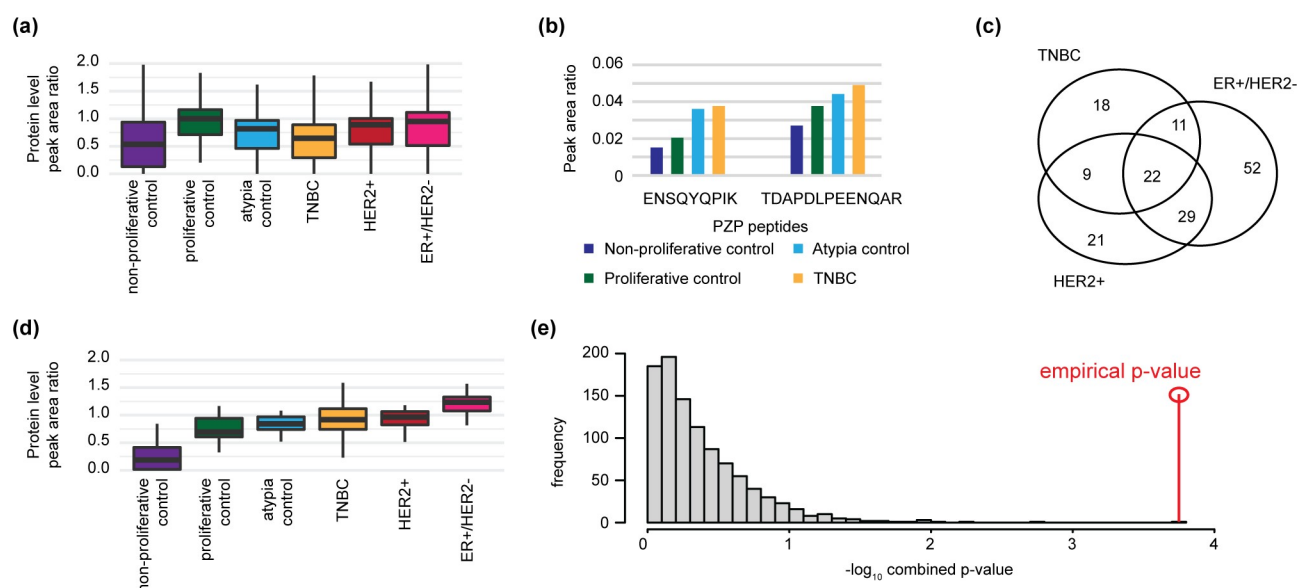 (a)
Protein level
peak area ratio
2.0
1.5
1.0
0.5
0.0
non-proliferative
control
proliferative
control
atypia
control
TNBC
HER2+
ER+/HER2-
(b)
Peak area ratio
0.06
0.04
0.02
0
ENSQYQPIK TDAPDLPEENQAR
PZP peptides
Non-proliferative control Atypia control
Proliferative control TNBC
(c)
TNBC
ER+/HER2-
18
11
9
22
52
29
21
HER2+
(d)
Protein level
peak area ratio
2.0
1.5
1.0
0.5
0.0
non-proliferative
control
proliferative
control
atypia
control
TNBC
HER2+
ER+/HER2-
(e)
frequency
200
150
100
50
0
empirical p-value
0 1 2 3 4
-log10 combined p-value